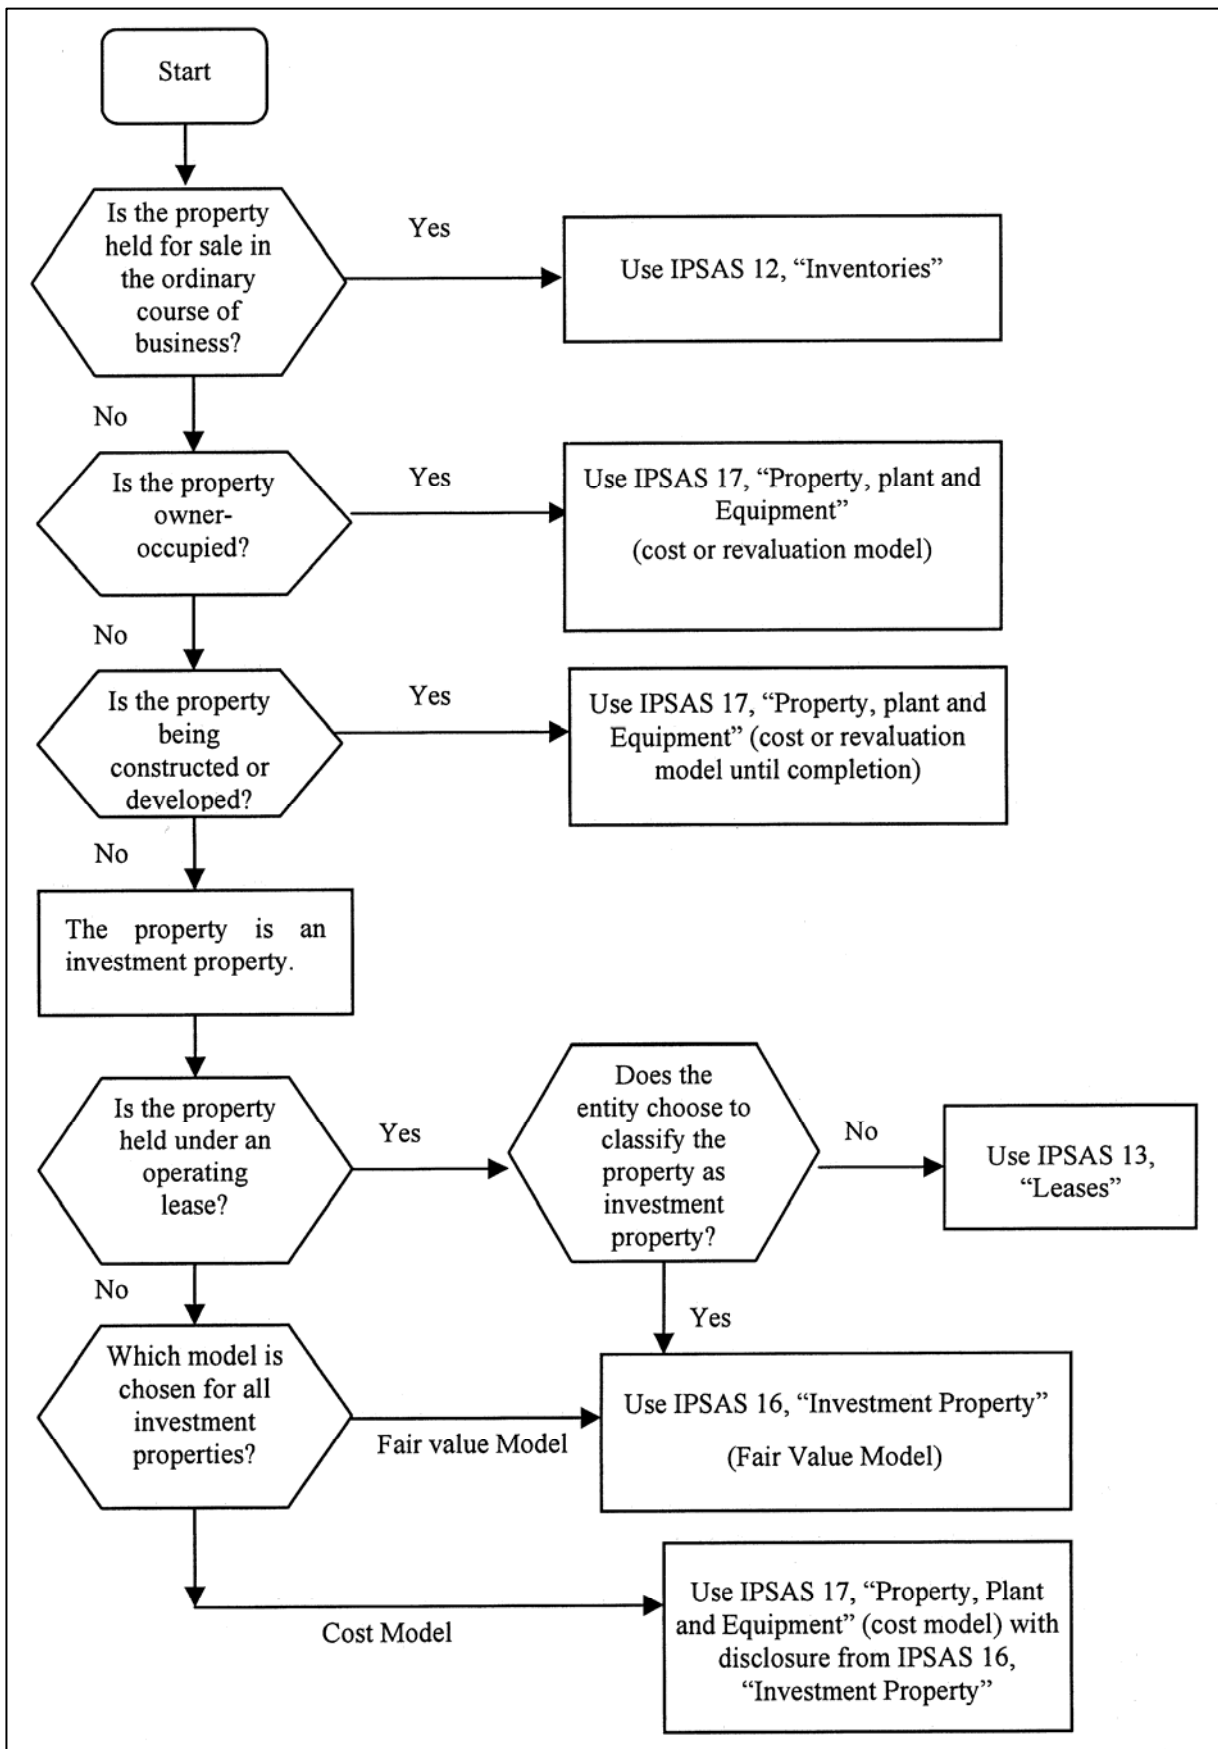 Start
Is the property
held for sale in
the ordinary
course of
business?
Yes
Use IPSAS 12, “Inventories”
No
Is the property
owner-
occupied?
Yes
Use IPSAS 17, “Property, plant and
Equipment”
(cost or revaluation model)
No
Is the property
being
constructed or
developed?
Yes
Use IPSAS 17, “Property, plant and
Equipment” (cost or revaluation
model until completion)
No
The property is an
investment property.
Is the property
held under an
operating
lease?
Yes
Does the
entity choose to
classify the
property as
investment
property?
No
Use IPSAS 13,
“Leases”
No
Yes
Which model is
chosen for all
investment
properties?
Fair value Model
Use IPSAS 16, “Investment Property”
(Fair Value Model)
Cost Model
Use IPSAS 17, “Property, Plant
and Equipment” (cost model) with
disclosure from IPSAS 16,
“Investment Property”